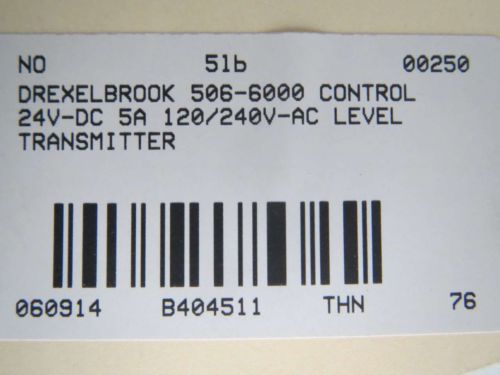 NO 51b 00250
DREXELBROOK 506-6000 CONTROL
24V-DC 5A 120/240V-AC LEVEL
TRANSMITTER
060914 B404511 THN 76